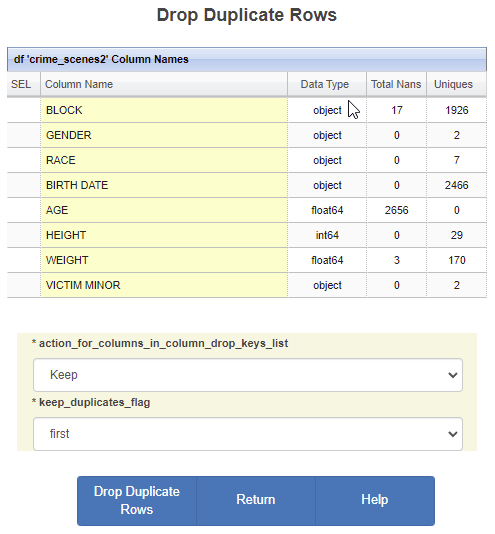 Drop Duplicate Rows
df 'crime_scenes2' Column Names
SEL Column Name Data Type Total Nans Uniques
BLOCK object 17 1926
GENDER object 0 2
RACE object 0 7
BIRTH DATE object 0 2466
AGE float64 2656 0
HEIGHT int64 0 29
WEIGHT float64 3 170
VICTIM MINOR object 0 2
* action_for_columns_in_column_drop_keys_list
Keep
* keep_duplicates_flag
first
Drop Duplicate
Rows
Return
Help